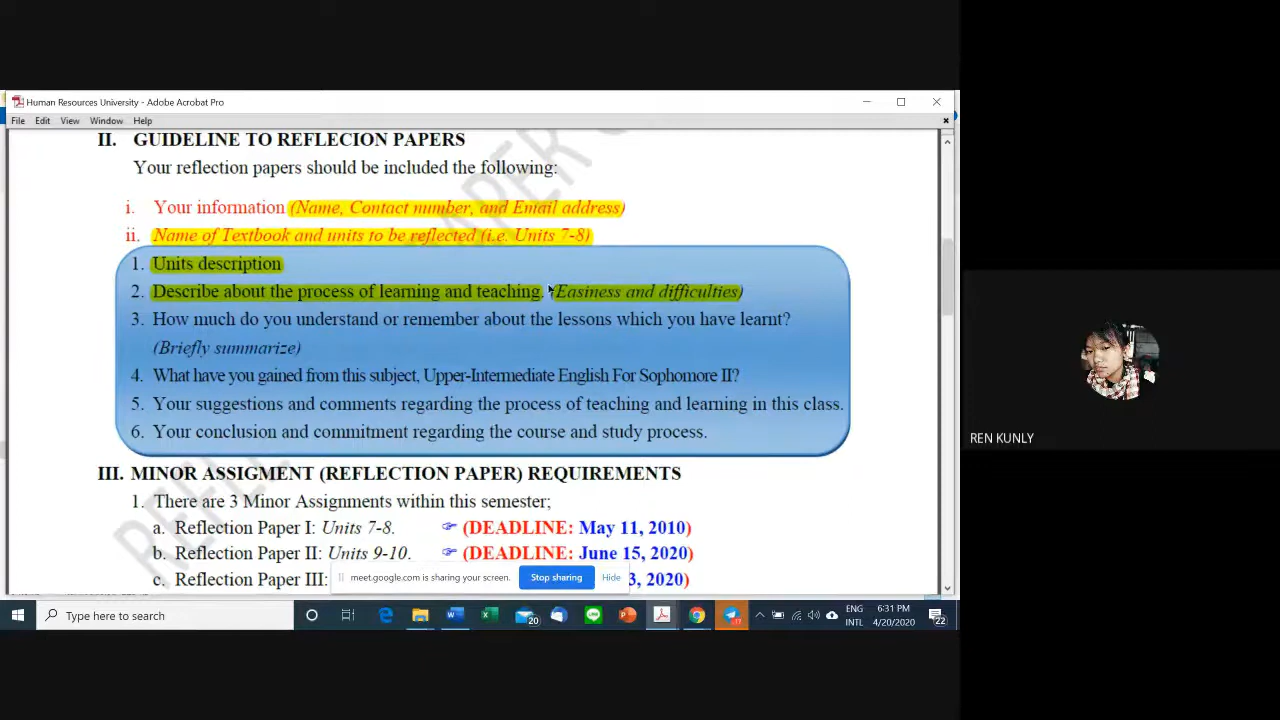 Human Resources University - Adobe Acrobat Pro
File Edit View Window Help
II. GUIDELINE TO REFLECION PAPERS
Your reflection papers should be included the following:
i. Your information (Name, Contact number, and Email address)
ii. Name of Textbook and units to be reflected (i.e. Units 7-8)
1. Units description
2. Describe about the process of learning and teaching. (Easiness and difficulties)
3. How much do you understand or remember about the lessons which you have learnt?
(Briefly summarize)
4. What have you gained from this subject, Upper-Intermediate English For Sophomore II?
5. Your suggestions and comments regarding the process of teaching and learning in this class.
6. Your conclusion and commitment regarding the course and study process.
III. MINOR ASSIGMENT (REFLECTION PAPER) REQUIREMENTS
1. There are 3 Minor Assignments within this semester;
a. Reflection Paper I: Units 7-8. ☞ (DEADLINE: May 11, 2010)
b. Reflection Paper II: Units 9-10. ☞ (DEADLINE: June 15, 2020)
c. Reflection Paper III: 3, 2020)
meet.google.com is sharing your screen. Stop sharing Hide
REN KUNLY
Type here to search
20
ENG
INTL
6:31 PM
4/20/2020
22